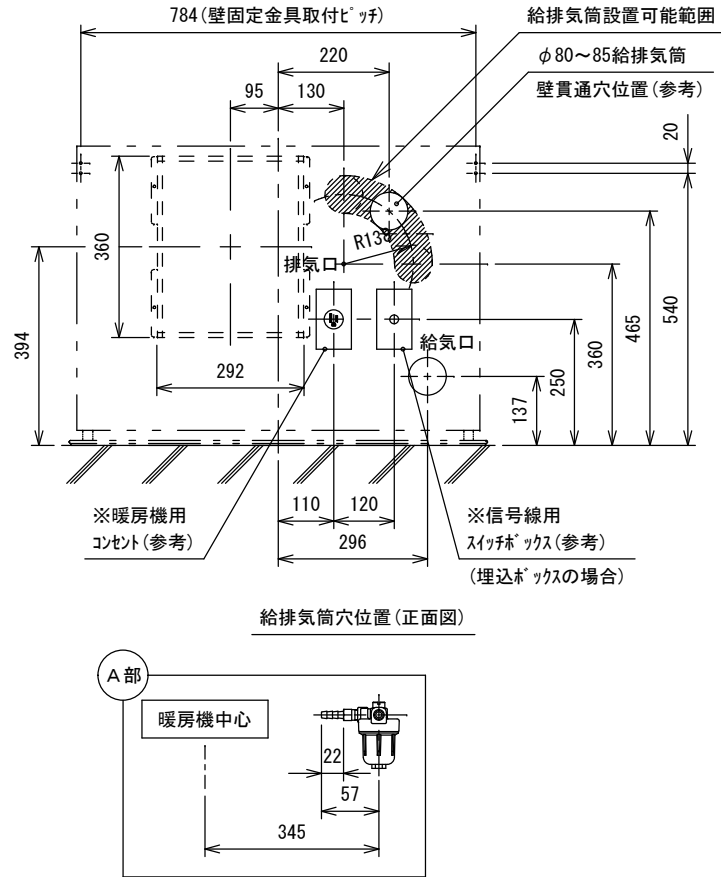 784(壁固定金具取付ピッチ)
給排気筒設置可能範囲
220
φ80～85給排気筒
壁貫通穴位置(参考)
95
130
20
360
R138
排気口
394
292
給気口
137
250
360
465
540
110
120
※暖房機用
コンセント(参考)
296
※信号線用
スイッチボックス(参考)
(埋込ボックスの場合)
給排気筒穴位置(正面図)
A部
暖房機中心
22
57
345